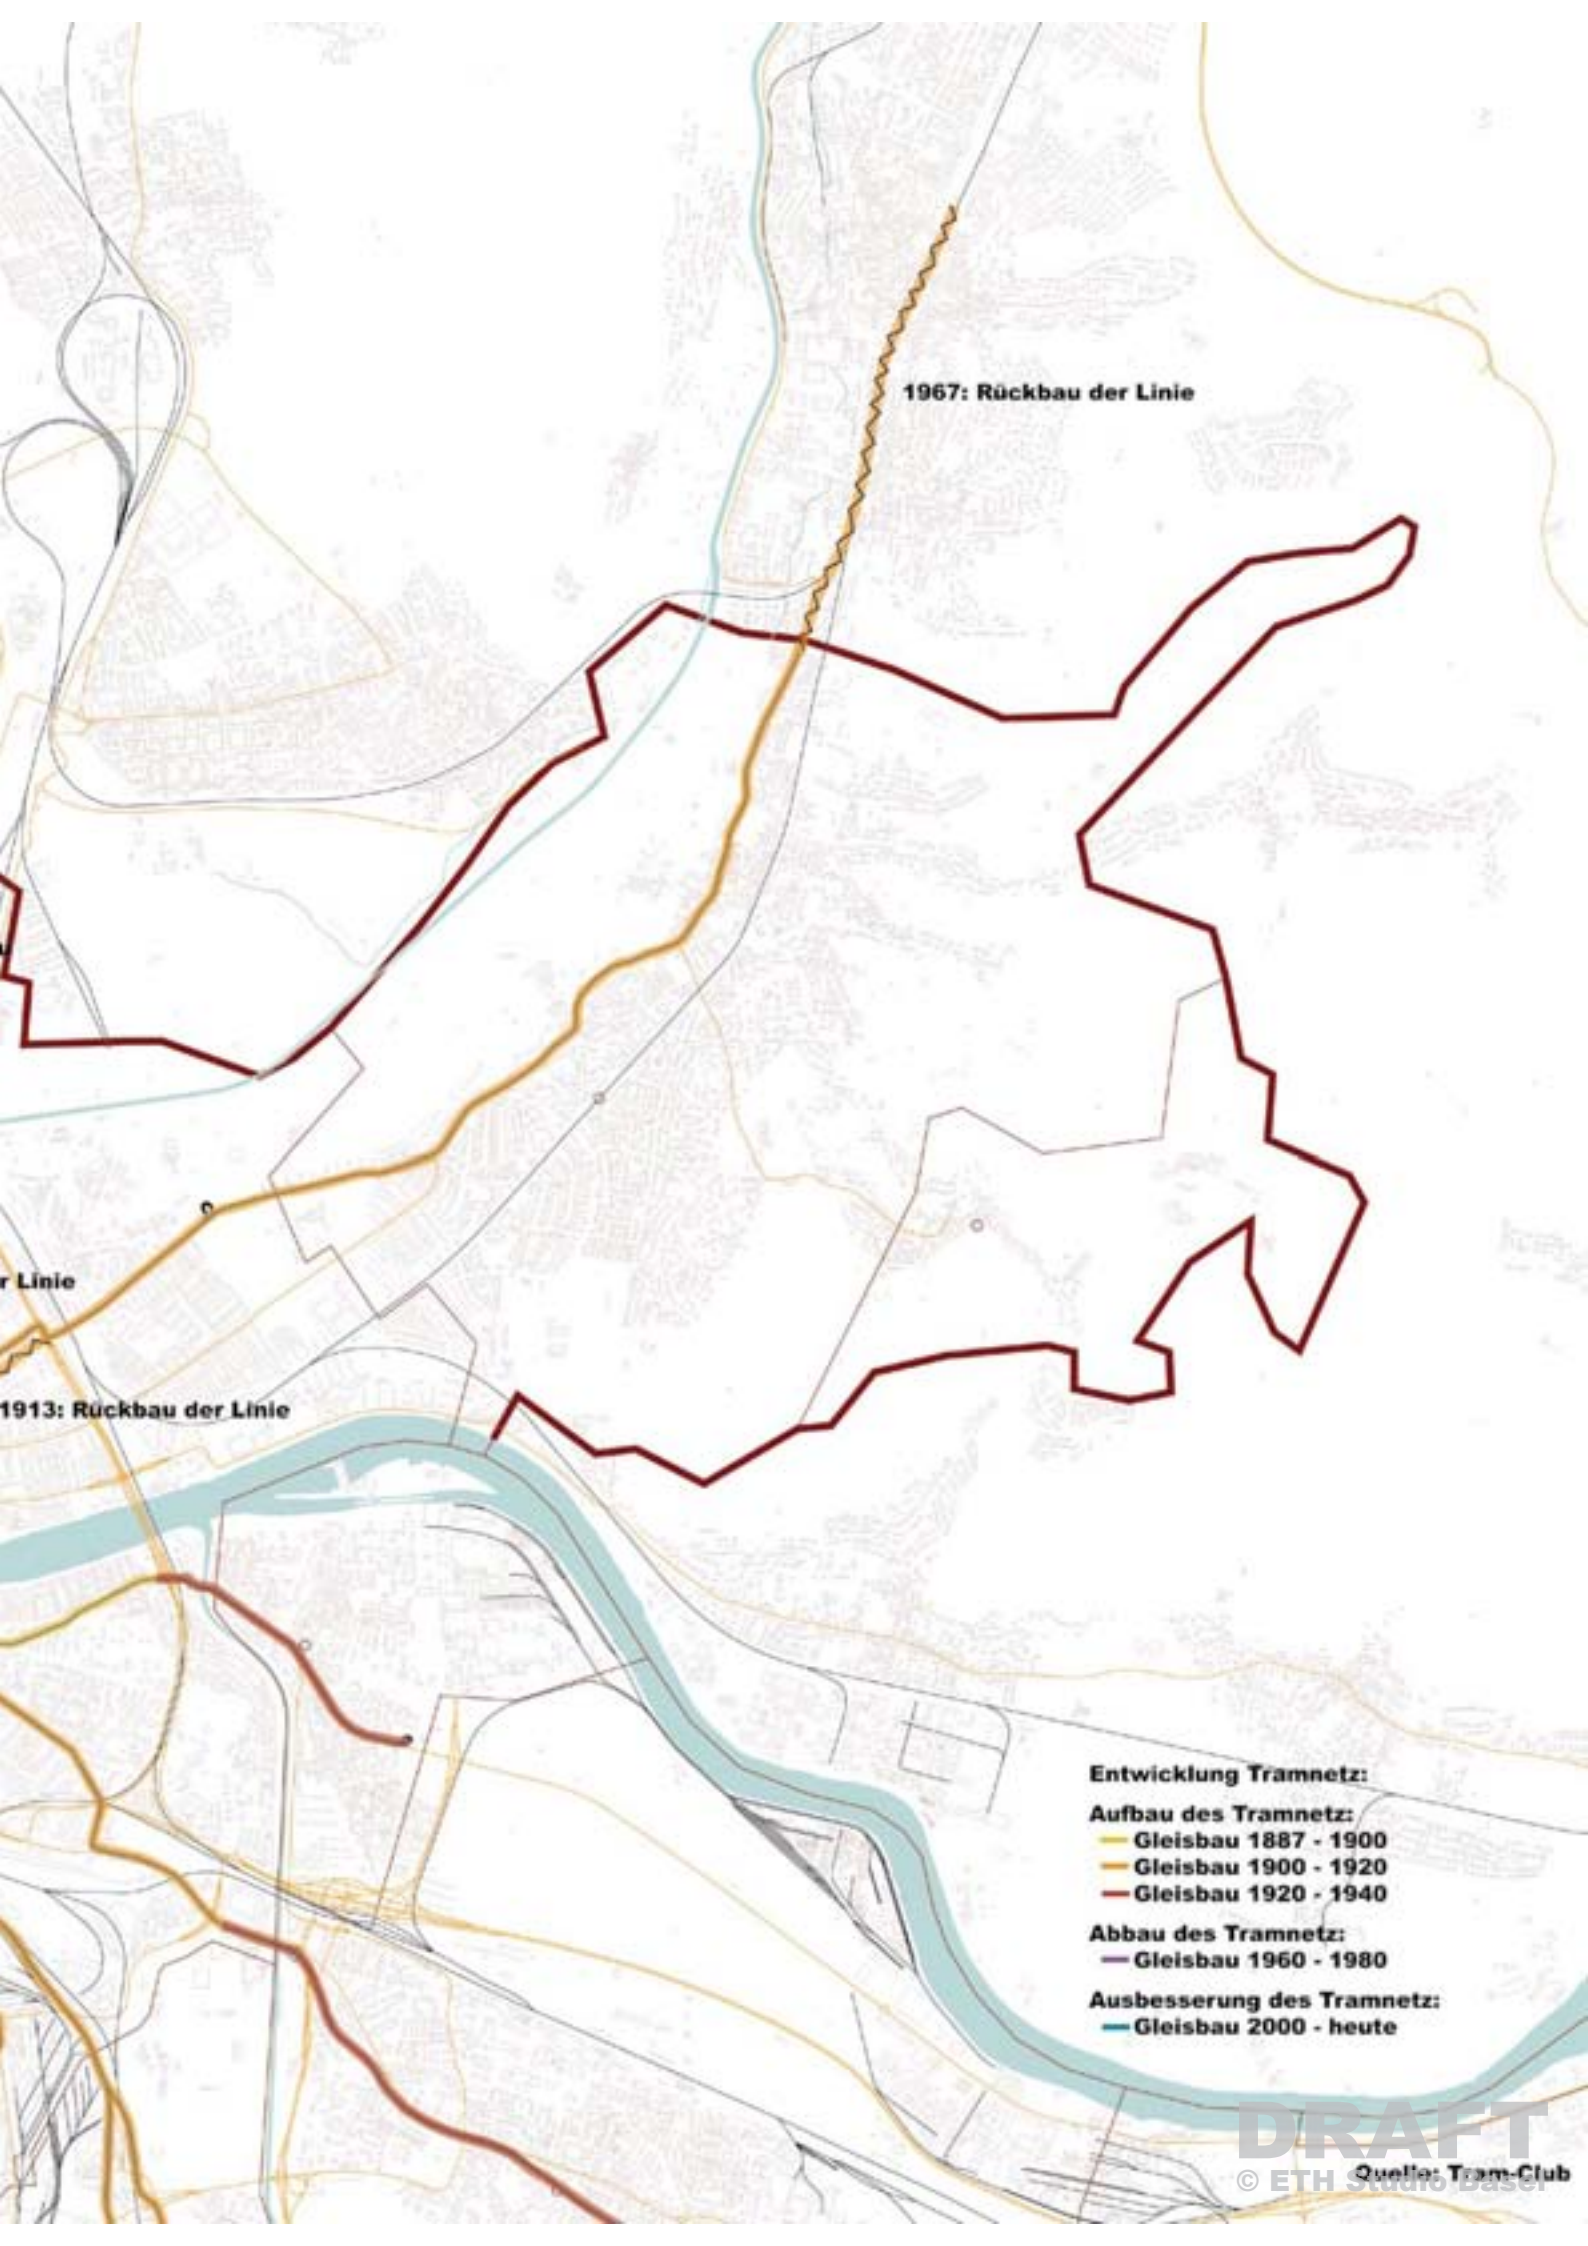 1967: Rückbau der Linie
r Linie
1913: Rückbau der Linie
Entwicklung Tramnetz:
Aufbau des Tramnetz:
Gleisbau 1887 - 1900
Gleisbau 1900 - 1920
Gleisbau 1920 - 1940
Abbau des Tramnetz:
Gleisbau 1960 - 1980
Ausbesserung des Tramnetz:
Gleisbau 2000 - heute
DRAFT
Quelle: Tram-Club
© ETH Studio Basel